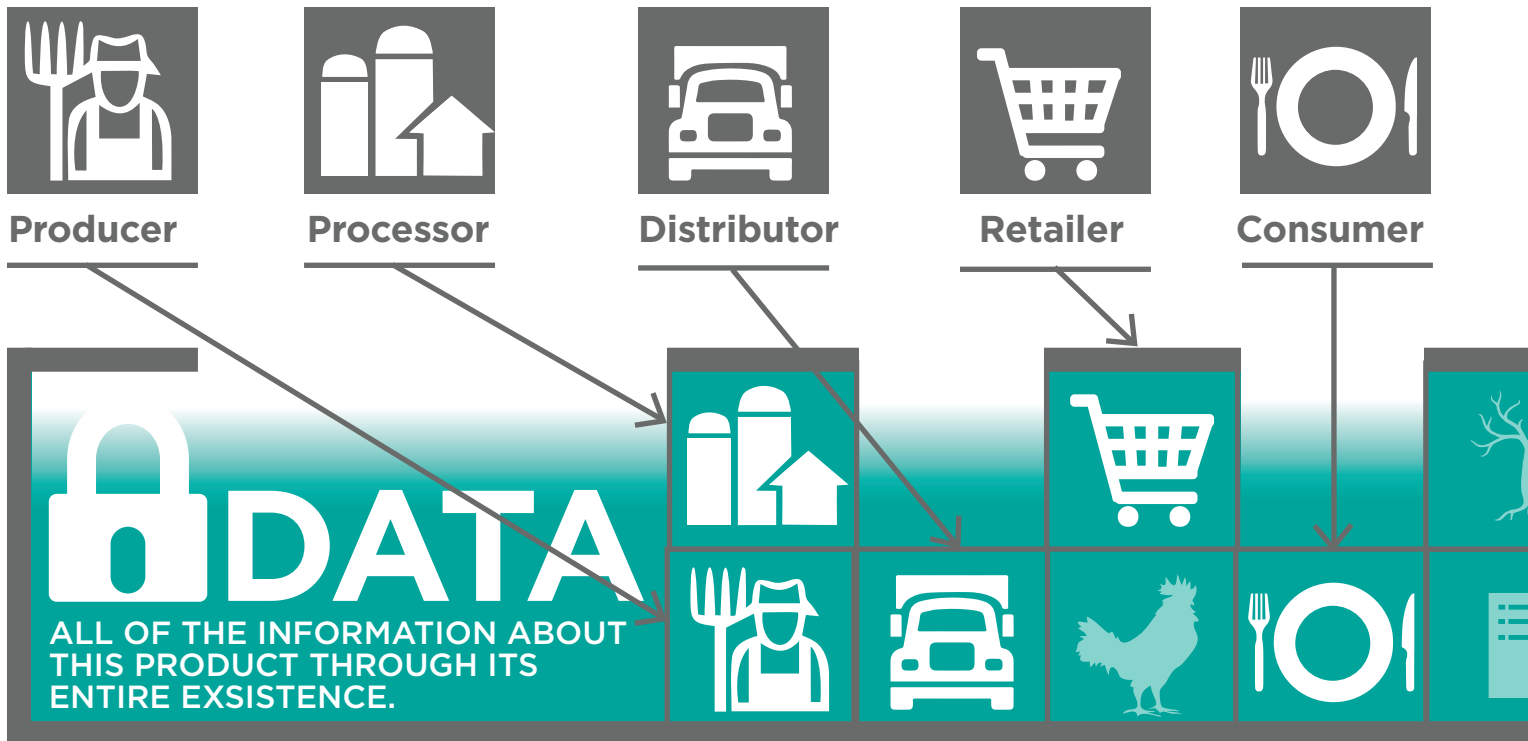 Producer
Processor
Distributor
Retailer
Consumer
DATA
ALL OF THE INFORMATION ABOUT
THIS PRODUCT THROUGH ITS
ENTIRE EXSISTENCE.